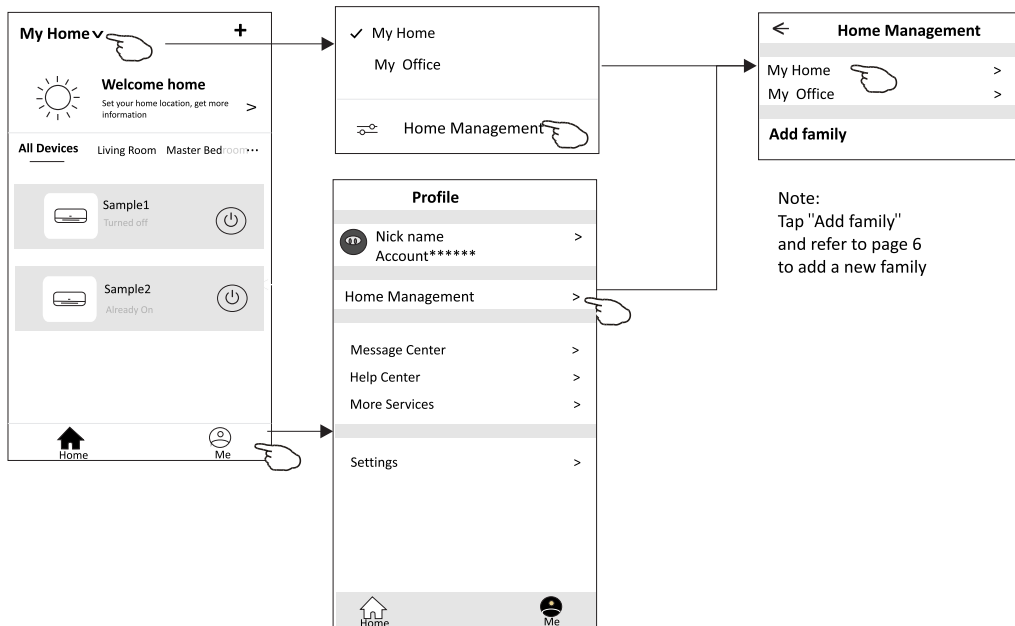 My Home
+
Welcome home
Set your home location, get more
information
>
All Devices Living Room Master Bedroom...
Sample1
Turned off
Sample2
Already On
Home
Me
✓ My Home
My Office
Home Management
Profile
Nick name >
Account******
Home Management >
Message Center >
Help Center >
More Services >
Settings >
Home
Me
Home Management
My Home >
My Office >
Add family
Note:
Tap "Add family"
and refer to page 6
to add a new family